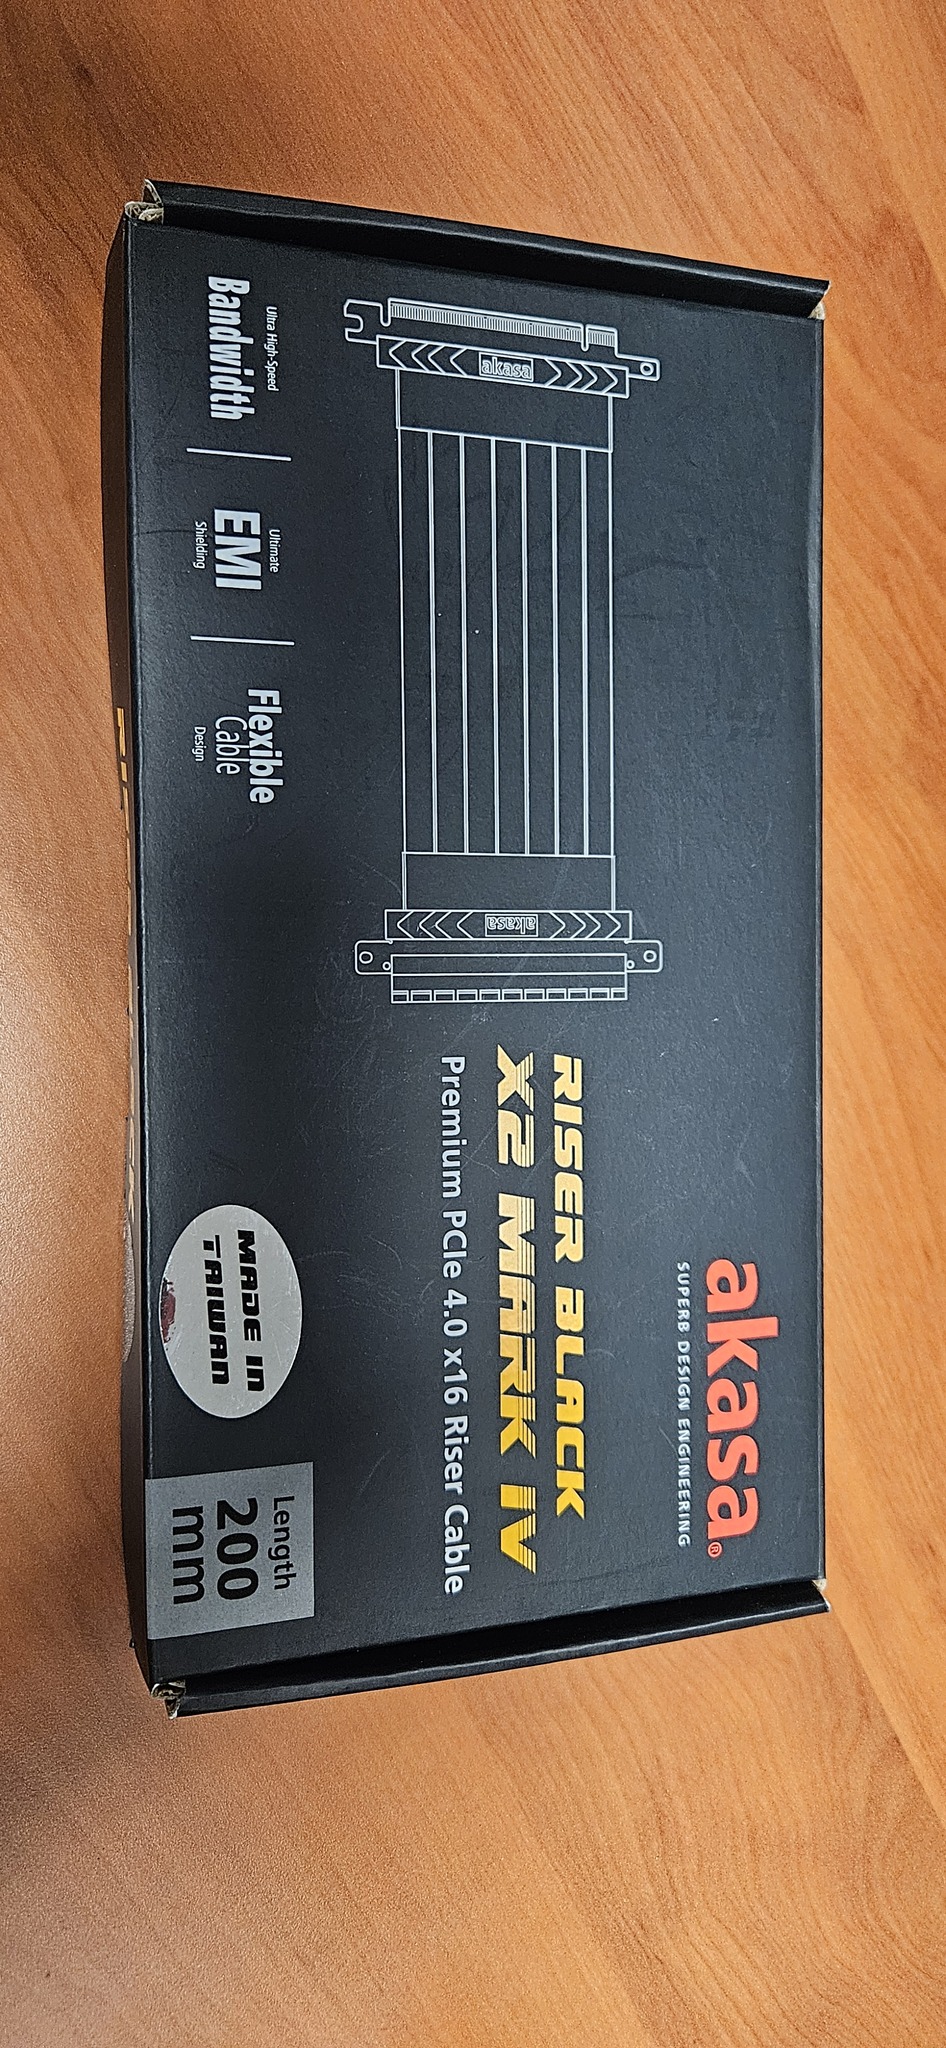 akasa®
SUPERB DESIGN ENGINEERING
akasa
akasa
RISER BLACK
X2 MARK IV
Premium PCIe 4.0 x16 Riser Cable
Ultra High-Speed
Bandwidth
Ultimate
EMI
Shielding
Flexible
Cable
Design
MADE IN
TAIWAN
Length
200
mm